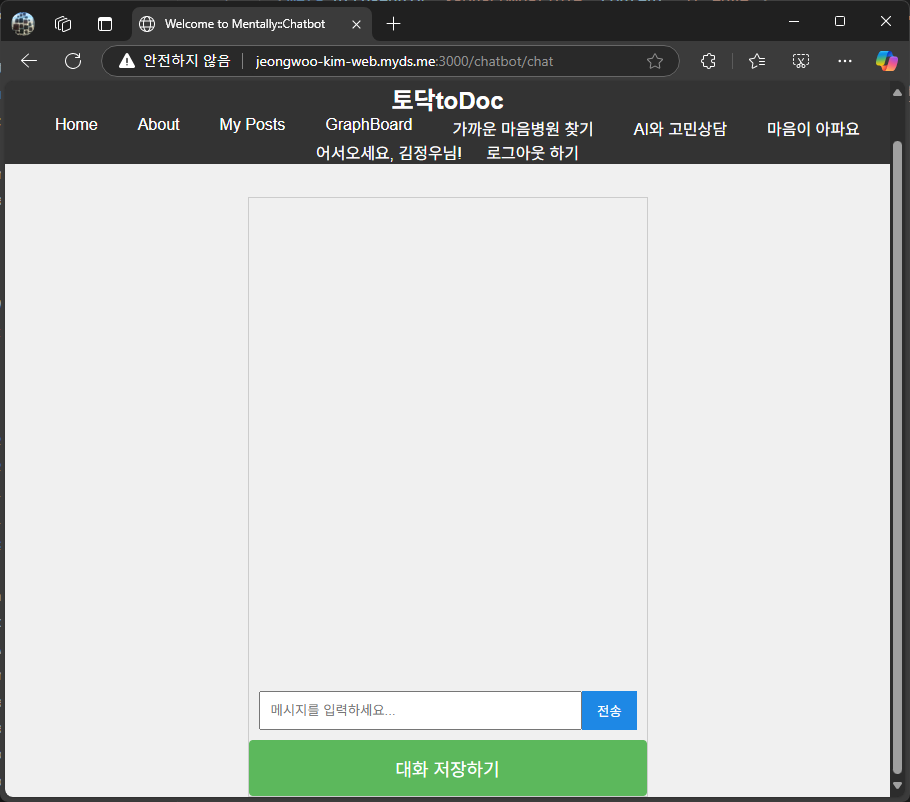 Welcome to Mentally::Chatbot
안전하지 않음 jeongwoo-kim-web.myds.me:3000/chatbot/chat
토닥toDoc
Home About My Posts GraphBoard 가까운 마음병원 찾기 AI와 고민상담 마음이 아파요
어서오세요, 김정우님! 로그아웃 하기
메시지를 입력하세요... 전송
대화 저장하기